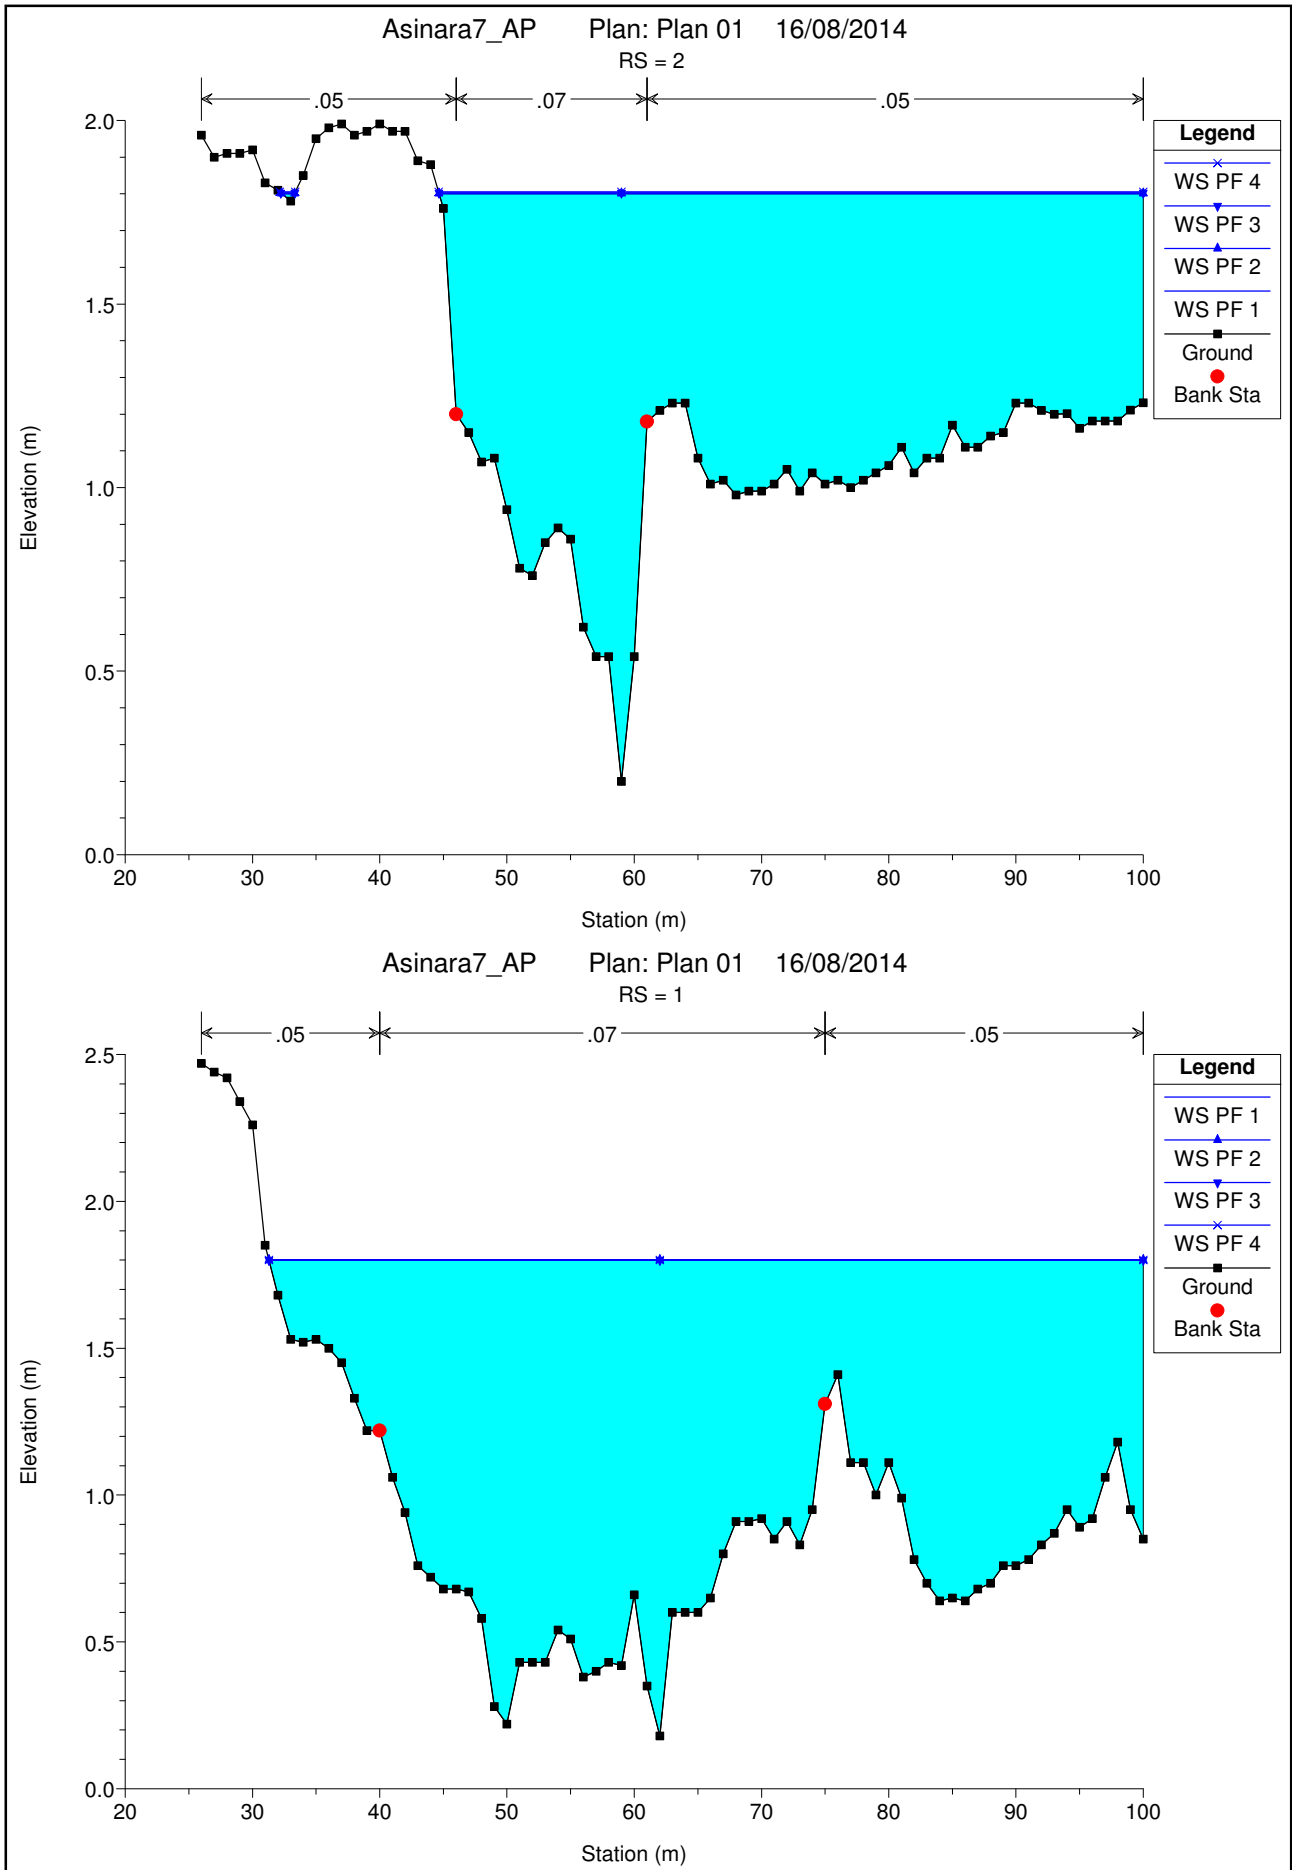 Asinara7_AP Plan: Plan 01 16/08/2014
RS = 2
.05 .07 .05
2.0
1.5
1.0
0.5
0.0
Elevation (m)
20 30 40 50 60 70 80 90 100
Station (m)
Legend
WS PF 4
WS PF 3
WS PF 2
WS PF 1
Ground
Bank Sta
Asinara7_AP Plan: Plan 01 16/08/2014
RS = 1
.05 .07 .05
2.5
2.0
1.5
1.0
0.5
0.0
Elevation (m)
20 30 40 50 60 70 80 90 100
Station (m)
Legend
WS PF 1
WS PF 2
WS PF 3
WS PF 4
Ground
Bank Sta